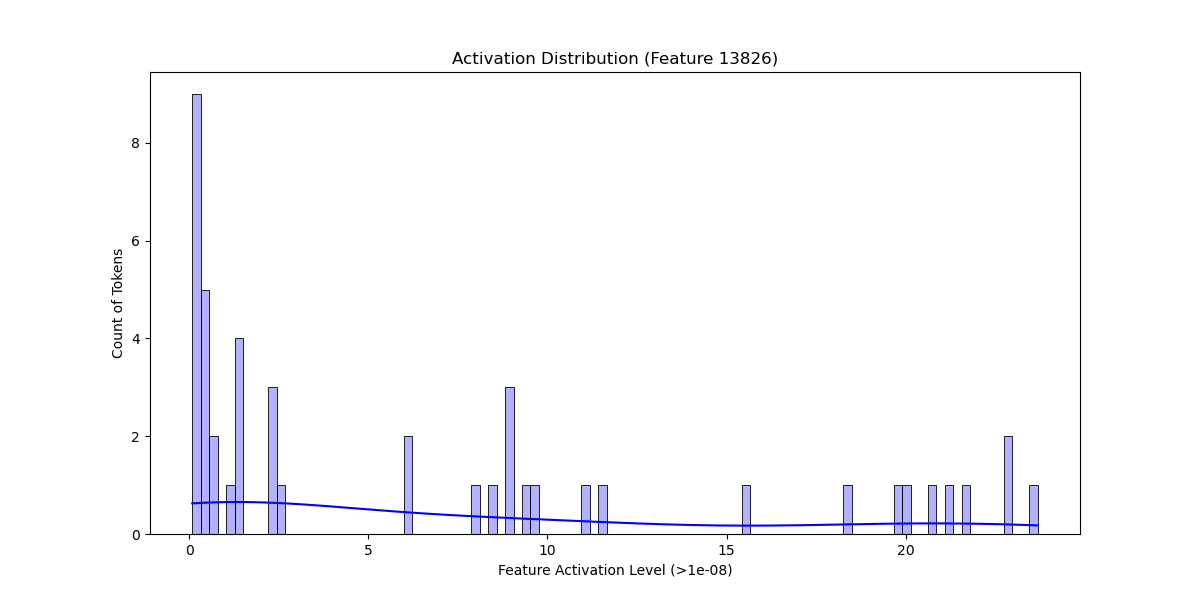 Activation Distribution (Feature 13826)
Count of Tokens
8
6
4
2
0
0 5 10 15 20
Feature Activation Level (>1e-08)